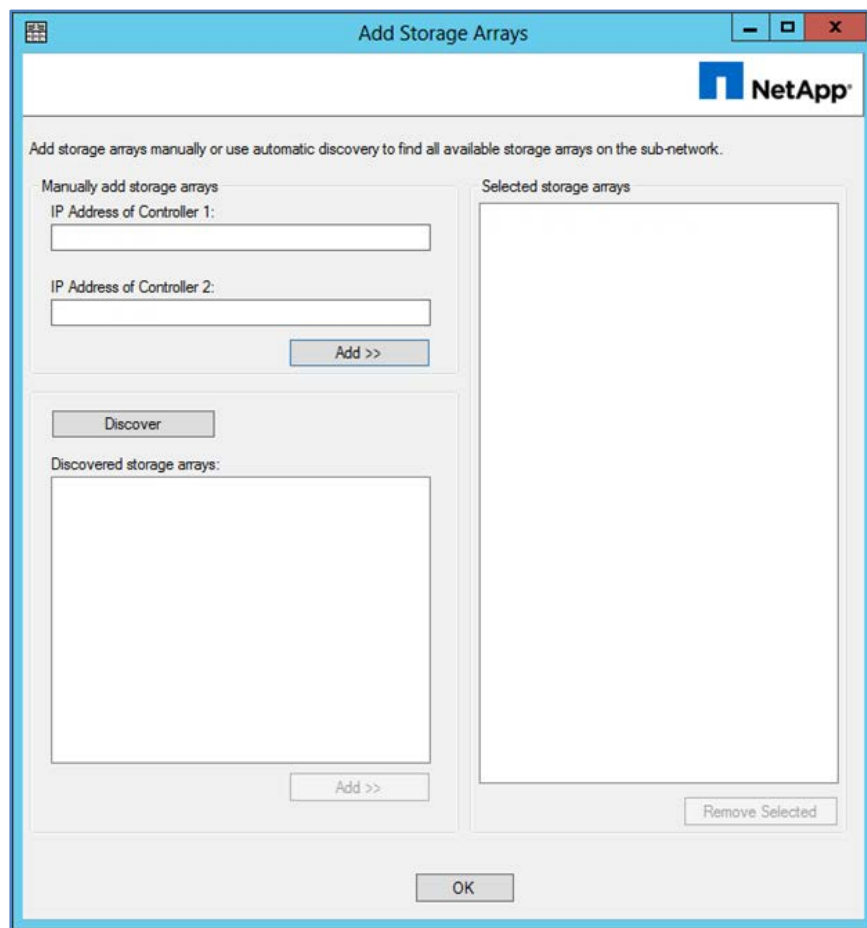 Add Storage Arrays
NetApp
Add storage arrays manually or use automatic discovery to find all available storage arrays on the sub-network.
Manually add storage arrays
IP Address of Controller 1:
IP Address of Controller 2:
Add >>
Discover
Discovered storage arrays:
Add >>
Selected storage arrays
Remove Selected
OK